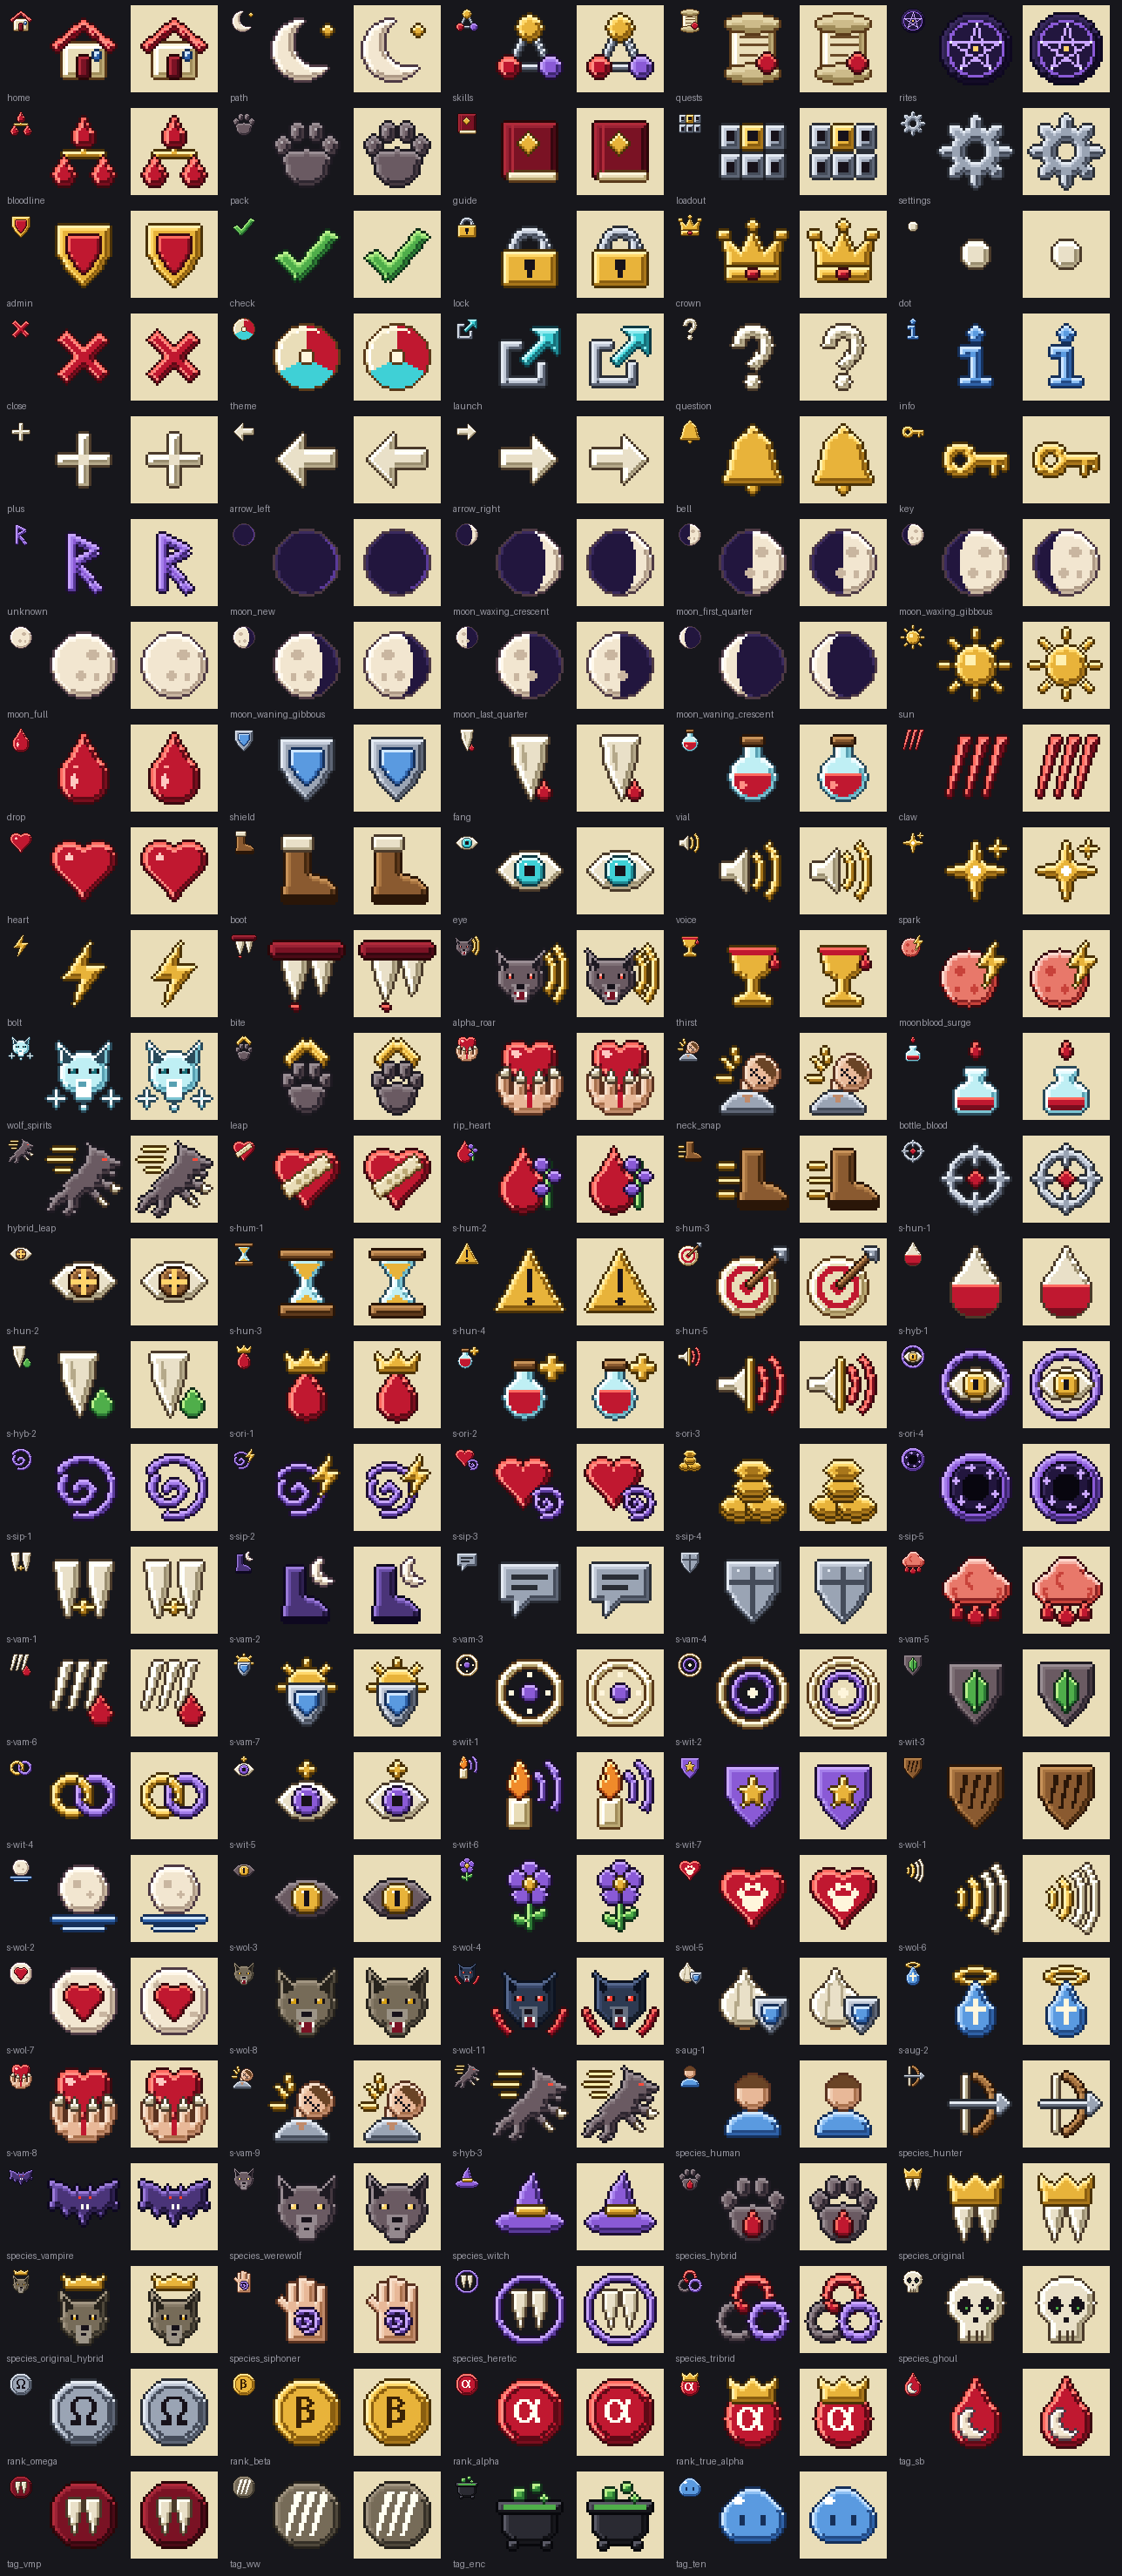 home path skills quests rites
bloodline pack guide loadout settings
admin check lock crown dot
close theme launch question info
plus arrow_left arrow_right bell key
unknown moon_new moon_waxing_crescent moon_first_quarter moon_waxing_gibbous
moon_full moon_waning_gibbous moon_last_quarter moon_waning_crescent sun
drop shield fang vial claw
heart boot eye voice spark
bolt bite alpha_roar thirst moonblood_surge
wolf_spirits leap rip_heart neck_snap bottle_blood
hybrid_leap s-hum-1 s-hum-2 s-hum-3 s-hun-1
s-hun-2 s-hun-3 s-hun-4 s-hun-5 s-hyb-1
s-hyb-2 s-ori-1 s-ori-2 s-ori-3 s-ori-4
s-sip-1 s-sip-2 s-sip-3 s-sip-4 s-sip-5
s-vam-1 s-vam-2 s-vam-3 s-vam-4 s-vam-5
s-vam-6 s-vam-7 s-wit-1 s-wit-2 s-wit-3
s-wit-4 s-wit-5 s-wit-6 s-wit-7 s-wol-1
s-wol-2 s-wol-3 s-wol-4 s-wol-5 s-wol-6
s-wol-7 s-wol-8 s-wol-11 s-aug-1 s-aug-2
s-vam-8 s-vam-9 s-hyb-3 species_human species_hunter
species_vampire species_werewolf species_witch species_hybrid species_original
species_original_hybrid species_siphoner species_heretic species_tribrid species_ghoul
Ω Ω β β α α α α
rank_omega rank_beta rank_alpha rank_true_alpha tag_sb
tag_vmp tag_ww tag_enc tag_ten